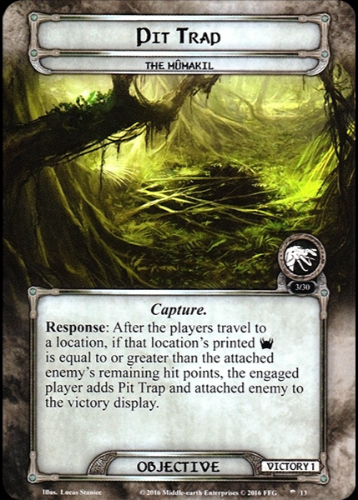 Pit Trap
The Mûmakil
3/30
Capture.
Response: After the players travel to
a location, if that location's printed
is equal to or greater than the attached
enemy's remaining hit points, the engaged
player adds Pit Trap and attached enemy to
the victory display.
Illus. Lucas Staniec
© 2016 Middle-earth Enterprises © 2016 FFG
13
Objective
Victory 1